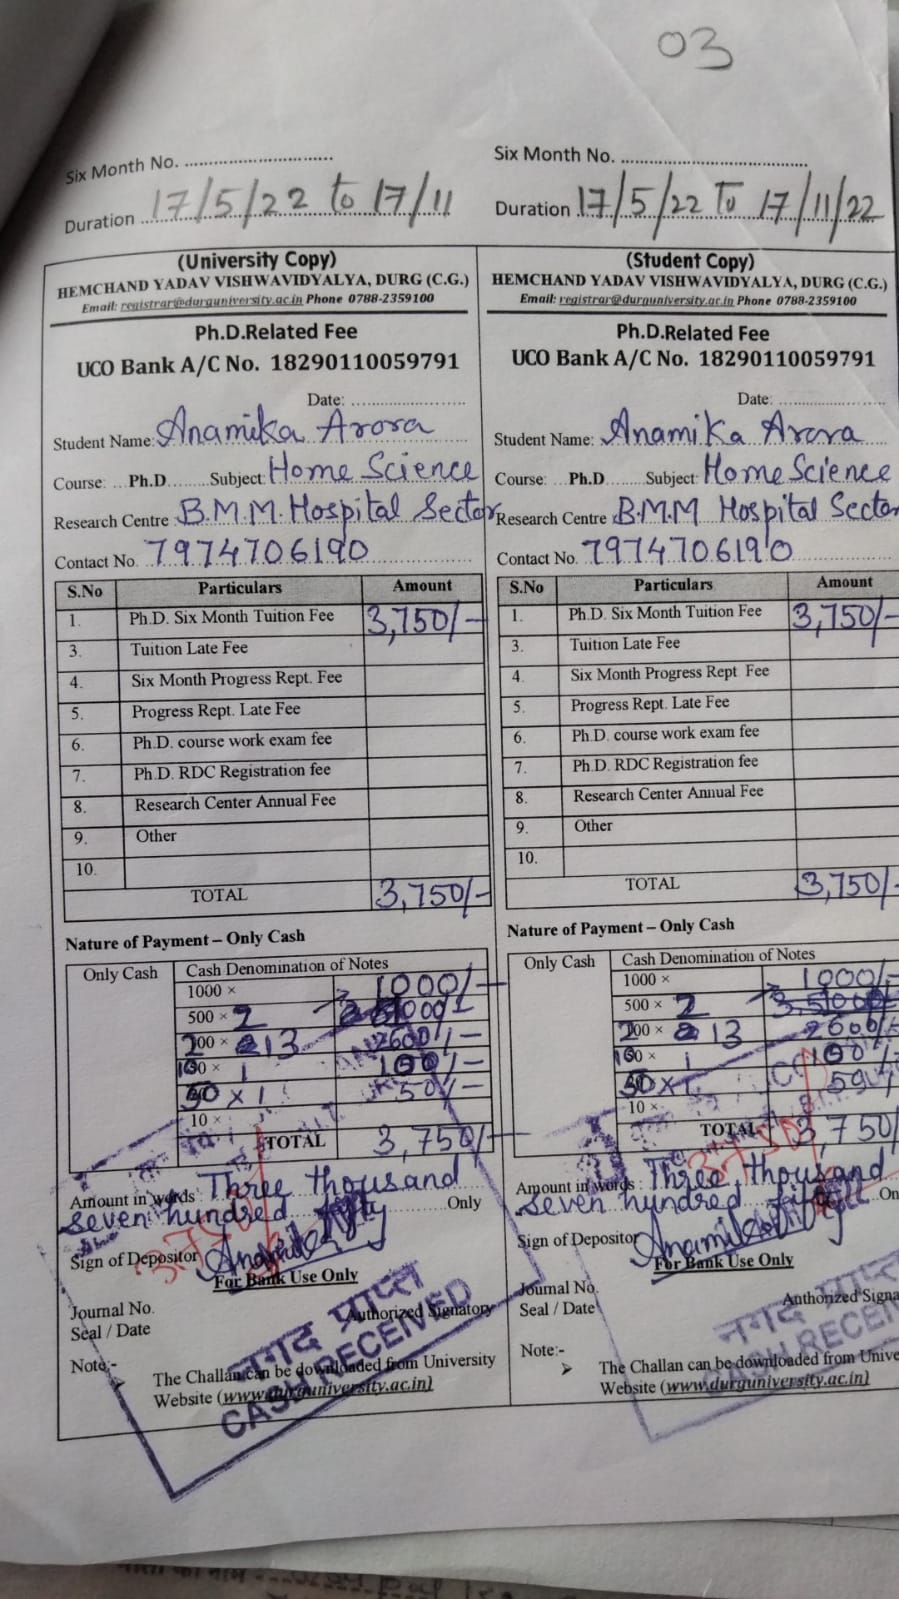 03
Six Month No. ..............................
Duration 17/5/22 to 17/11
(University Copy)
HEMCHAND YADAV VISHWAVIDYALYA, DURG (C.G.)
Email: registrar@durguniversity.ac.in Phone 0788-2359100
Ph.D.Related Fee
UCO Bank A/C No. 18290110059791
Date: .......................
Student Name: Anamika Arora
Course: ...Ph.D.........Subject: Home Science
Research Centre B.M.M. Hospital Sector
Contact No. 7974706190
S.No Particulars Amount
1. Ph.D. Six Month Tuition Fee 3,750/-
3. Tuition Late Fee
4. Six Month Progress Rept. Fee
5. Progress Rept. Late Fee
6. Ph.D. course work exam fee
7. Ph.D. RDC Registration fee
8. Research Center Annual Fee
9. Other
10.
TOTAL 3,750/-
Nature of Payment – Only Cash
Only Cash Cash Denomination of Notes
1000 × 1000/-
500 × 2
200 × 13 2600/-
100 × 1 100/-
50 × 1 50/-
10 ×
TOTAL 3,750/-
Amount in words Three thousand
seven hundred fifty Only
Sign of Depositor
For Bank Use Only
Journal No.
Authorized Signatory
Seal / Date
Note:-
The Challan can be downloaded from University
Website (www.durguniversity.ac.in)
नगद प्राप्त
CASH RECEIVED
Six Month No. ..............................
Duration 17/5/22 To 17/11/22
(Student Copy)
HEMCHAND YADAV VISHWAVIDYALYA, DURG (C.G.)
Email: registrar@durguniversity.ac.in Phone 0788-2359100
Ph.D.Related Fee
UCO Bank A/C No. 18290110059791
Date: .......................
Student Name: Anamika Arora
Course: ...Ph.D.........Subject: Home Science
Research Centre B.M.M Hospital Sector
Contact No. 7974706190
S.No Particulars Amount
1. Ph.D. Six Month Tuition Fee 3,750/-
3. Tuition Late Fee
4. Six Month Progress Rept Fee
5. Progress Rept. Late Fee
6. Ph.D. course work exam fee
7. Ph.D. RDC Registration fee
8. Research Center Annual Fee
9. Other
10.
TOTAL 3,750/-
Nature of Payment – Only Cash
Only Cash Cash Denomination of Notes
1000 × 1000/-
500 × 2
200 × 13 2600/-
100 × 1 100/-
50 × 1 50/-
10 ×
TOTAL 3750/
Amount in words : Three thousand
seven hundred fifty On
Sign of Depositor
For Bank Use Only
Journal No.
Authorized Signa
Seal / Date
Note:-
The Challan can be downloaded from Unive
Website (www.durguniversity.ac.in)
नगद प्राप्त
CASH RECEI